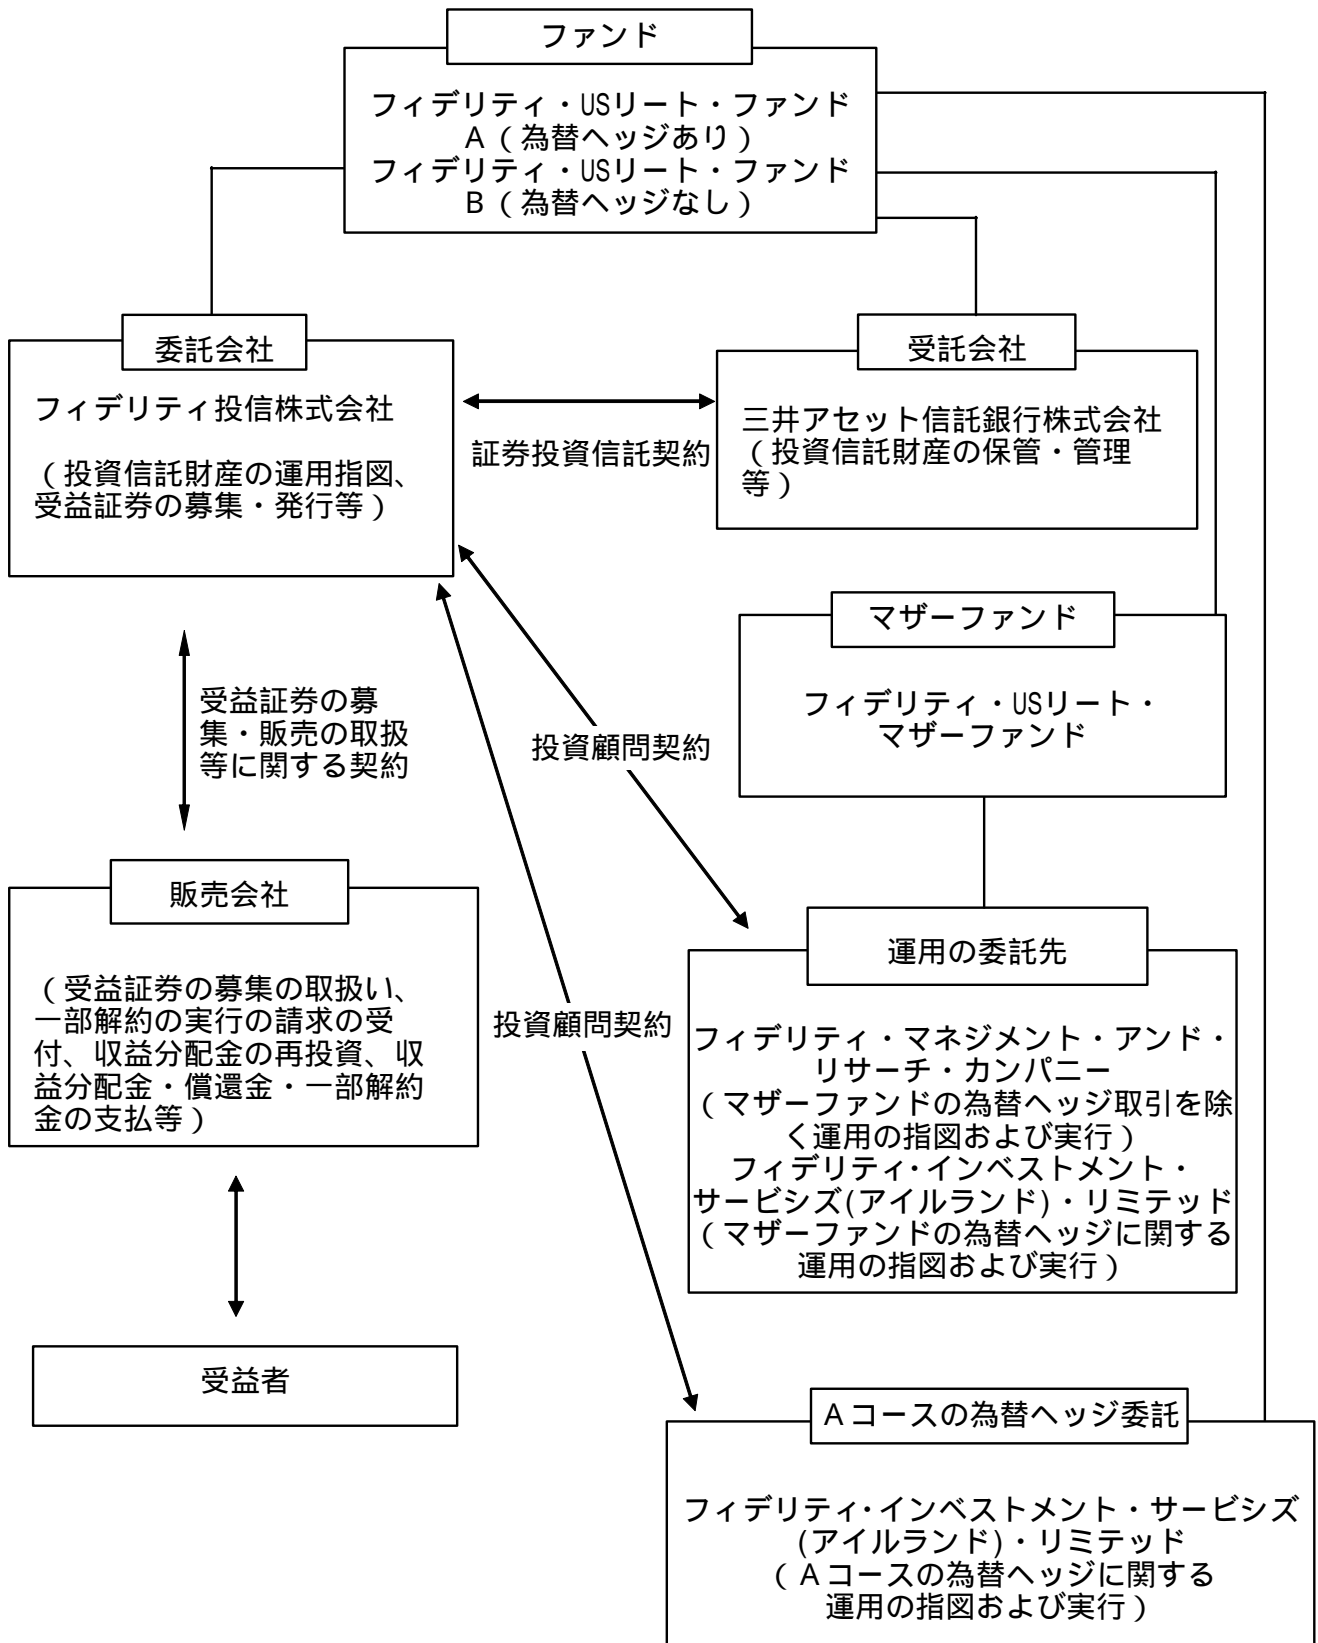 ファンド
フィデリティ・USリート・ファンド
A（為替ヘッジあり）
フィデリティ・USリート・ファンド
B（為替ヘッジなし）
委託会社
フィデリティ投信株式会社
（投資信託財産の運用指図、
受益証券の募集・発行等）
証券投資信託契約
受託会社
三井アセット信託銀行株式会社
（投資信託財産の保管・管理
等）
マザーファンド
フィデリティ・USリート・
マザーファンド
受益証券の募
集・販売の取扱
等に関する契約
投資顧問契約
販売会社
（受益証券の募集の取扱い、
一部解約の実行の請求の受
付、収益分配金の再投資、収
益分配金・償還金・一部解約
金の支払等）
投資顧問契約
運用の委託先
フィデリティ・マネジメント・アンド・
リサーチ・カンパニー
（マザーファンドの為替ヘッジ取引を除
く運用の指図および実行）
フィデリティ・インベストメント・
サービシズ(アイルランド)・リミテッド
（マザーファンドの為替ヘッジに関する
運用の指図および実行）
受益者
Aコースの為替ヘッジ委託
フィデリティ・インベストメント・サービシズ
(アイルランド)・リミテッド
（Aコースの為替ヘッジに関する
運用の指図および実行）